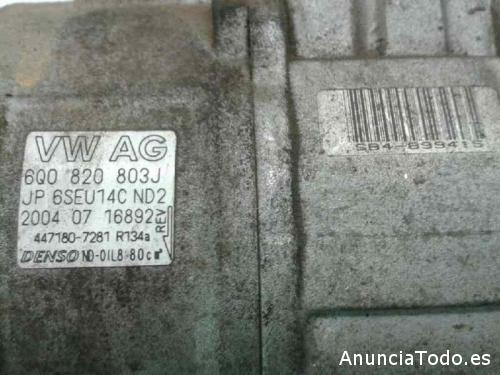 VW AG
6Q0 820 803J
JP 6SEU14C ND2
2004 07 16892
REV
447180-7281 R134a
DENSO ND-OIL8 80cm³
SB4-899415
AnunciaTodo.es